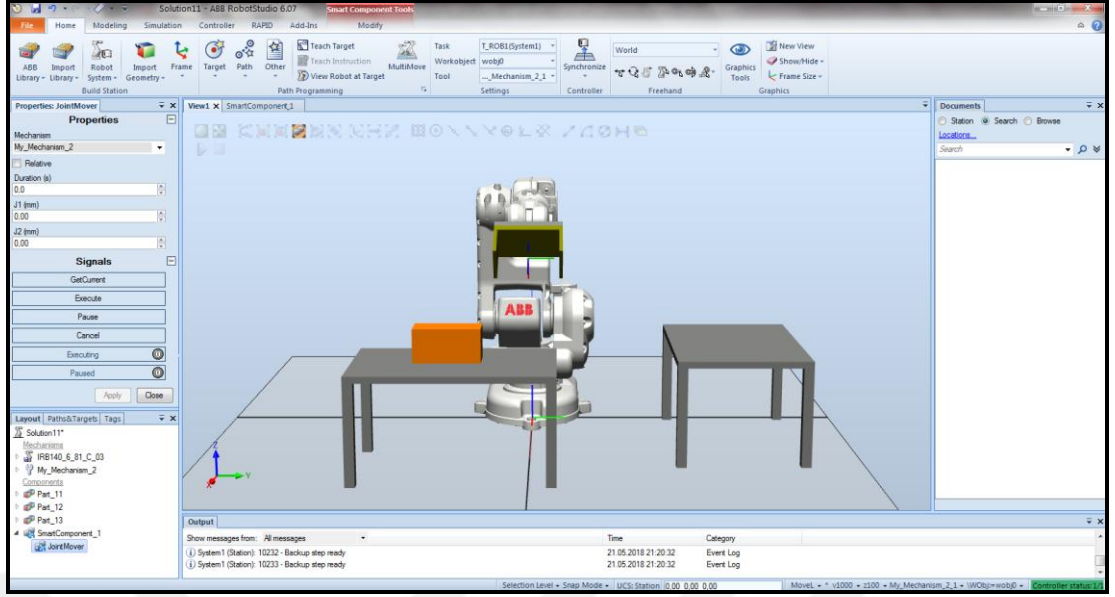 Solution11 - ABB RobotStudio 6.07
Smart Component Tools
File Home Modeling Simulation Controller RAPID Add-Ins Modify
ABB Library
Import Library
Robot System
Import Geometry
Frame
Build Station
Target
Path
Other
Teach Target
Teach Instruction
View Robot at Target
MultiMove
Path Programming
Task T_ROB1(System1)
Workobject wobj0
Tool ..._Mechanism_2_1
Settings
Synchronize
Controller
World
Freehand
Graphics Tools
New View
Show/Hide
Frame Size
Graphics
Properties: JointMover
Properties
Mechanism
My_Mechanism_2
Relative
Duration (s)
0.0
J1 (mm)
0.00
J2 (mm)
0.00
Signals
GetCurrent
Execute
Pause
Cancel
Executing
Paused
Apply Close
Layout Paths&Targets Tags
Solution11*
Mechanisms
IRB140_6_81_C_03
My_Mechanism_2
Components
Part_11
Part_12
Part_13
SmartComponent_1
JointMover
View1 SmartComponent_1
ABB
Z
Y
X
Documents
Station Search Browse
Locations...
Search
Output
Show messages from: All messages Time Category
System1 (Station): 10232 - Backup step ready 21.05.2018 21:20:32 Event Log
System1 (Station): 10233 - Backup step ready 21.05.2018 21:20:32 Event Log
Selection Level Snap Mode UCS: Station 0.00 0.00 0.00 MoveL * v1000 z100 My_Mechanism_2_1 \WObj:=wobj0 Controller status: 1/1